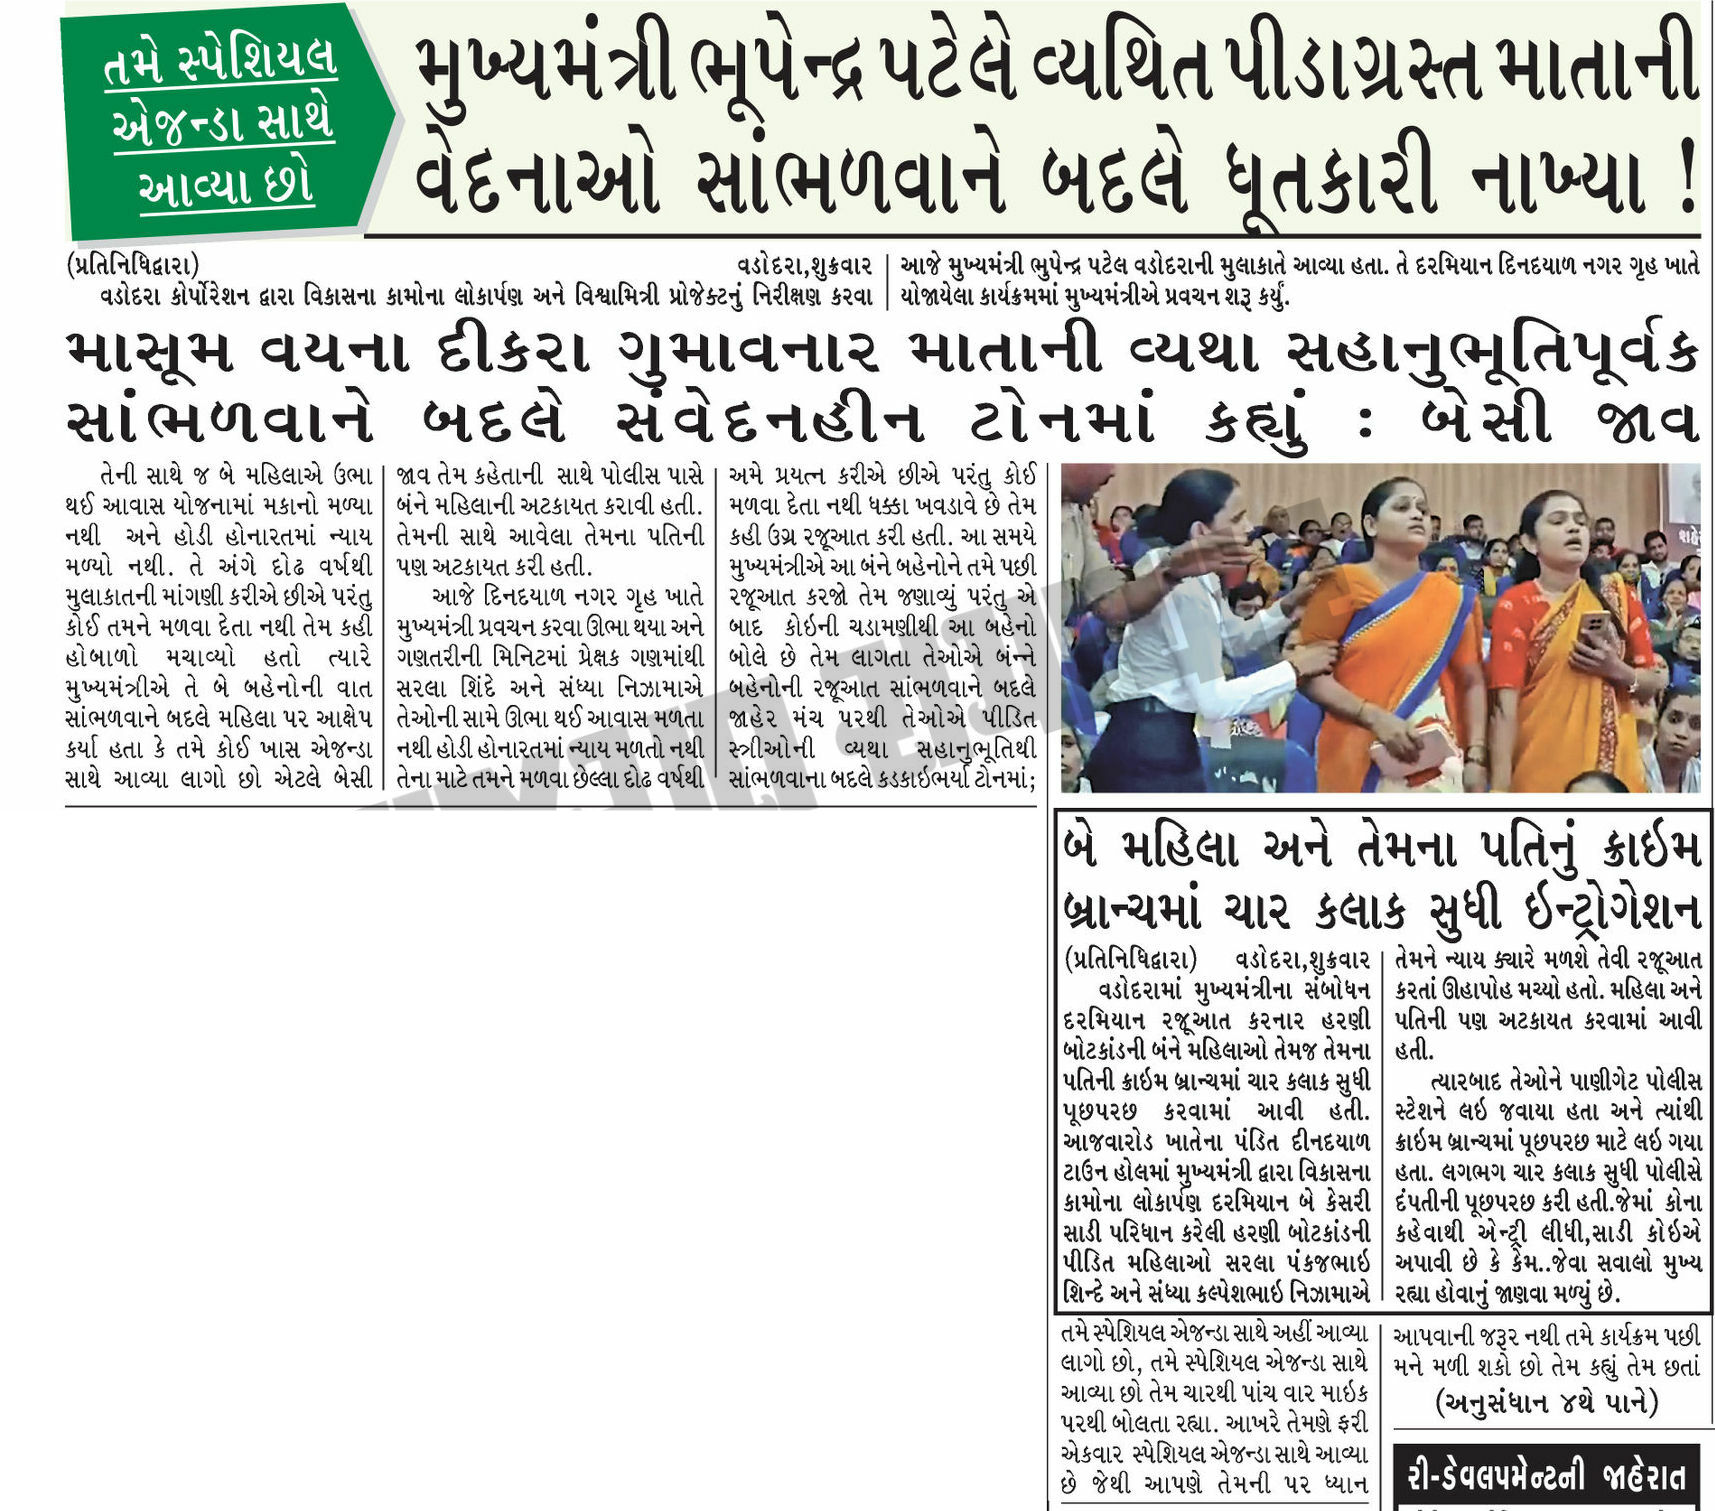 તમે સ્પેશિયલ
એજન્ડા સાથે
આવ્યા છો
મુખ્યમંત્રી ભૂપેન્દ્ર પટેલે વ્યથિત પીડાગ્રસ્ત માતાની
વેદનાઓ સાંભળવાને બદલે ધૂતકારી નાખ્યા !
(પ્રતિનિધિદ્વારા) વડોદરા,શુક્રવાર
વડોદરા કોર્પોરેશન દ્વારા વિકાસના કામોના લોકાર્પણ અને વિશ્વામિત્રી પ્રોજેક્ટનું નિરીક્ષણ કરવા
આજે મુખ્યમંત્રી ભુપેન્દ્ર પટેલ વડોદરાની મુલાકાતે આવ્યા હતા. તે દરમિયાન દિનદયાળ નગર ગૃહ ખાતે
યોજાયેલા કાર્યક્રમમાં મુખ્યમંત્રીએ પ્રવચન શરૂ કર્યું.
માસૂમ વયના દીકરા ગુમાવનાર માતાની વ્યથા સહાનુભૂતિપૂર્વક
સાંભળવાને બદલે સંવેદનહીન ટોનમાં કહ્યું : બેસી જાવ
તેની સાથે જ બે મહિલાએ ઉભા
થઈ આવાસ યોજનામાં મકાનો મળ્યા
નથી અને હોડી હોનારતમાં ન્યાય
મળ્યો નથી. તે અંગે દોઢ વર્ષથી
મુલાકાતની માંગણી કરીએ છીએ પરંતુ
કોઈ તમને મળવા દેતા નથી તેમ કહી
હોબાળો મચાવ્યો હતો ત્યારે
મુખ્યમંત્રીએ તે બે બહેનોની વાત
સાંભળવાને બદલે મહિલા પર આક્ષેપ
કર્યા હતા કે તમે કોઈ ખાસ એજન્ડા
સાથે આવ્યા લાગો છો એટલે બેસી
જાવ તેમ કહેતાની સાથે પોલીસ પાસે
બંને મહિલાની અટકાયત કરાવી હતી.
તેમની સાથે આવેલા તેમના પતિની
પણ અટકાયત કરી હતી.
આજે દિનદયાળ નગર ગૃહ ખાતે
મુખ્યમંત્રી પ્રવચન કરવા ઊભા થયા અને
ગણતરીની મિનિટમાં પ્રેક્ષક ગણમાંથી
સરલા શિંદે અને સંધ્યા નિઝામાએ
તેઓની સામે ઊભા થઈ આવાસ મળતા
નથી હોડી હોનારતમાં ન્યાય મળતો નથી
તેના માટે તમને મળવા છેલ્લા દોઢ વર્ષથી
અમે પ્રયત્ન કરીએ છીએ પરંતુ કોઈ
મળવા દેતા નથી ધક્કા ખવડાવે છે તેમ
કહી ઉગ્ર રજૂઆત કરી હતી. આ સમયે
મુખ્યમંત્રીએ આ બંને બહેનોને તમે પછી
રજૂઆત કરજો તેમ જણાવ્યું પરંતુ એ
બાદ કોઇની ચડામણીથી આ બહેનો
બોલે છે તેમ લાગતા તેઓએ બંન્ને
બહેનોની રજૂઆત સાંભળવાને બદલે
જાહેર મંચ પરથી તેઓએ પીડિત
સ્ત્રીઓની વ્યથા સહાનુભૂતિથી
સાંભળવાના બદલે કડકાઇભર્યા ટોનમાં;
બે મહિલા અને તેમના પતિનું ક્રાઇમ
બ્રાન્ચમાં ચાર કલાક સુધી ઇન્ટ્રોગેશન
(પ્રતિનિધિદ્વારા) વડોદરા,શુક્રવાર
વડોદરામાં મુખ્યમંત્રીના સંબોધન
દરમિયાન રજૂઆત કરનાર હરણી
બોટકાંડની બંને મહિલાઓ તેમજ તેમના
પતિની ક્રાઇમ બ્રાન્ચમાં ચાર કલાક સુધી
પૂછપરછ કરવામાં આવી હતી.
આજવારોડ ખાતેના પંડિત દીનદયાળ
ટાઉન હોલમાં મુખ્યમંત્રી દ્વારા વિકાસના
કામોના લોકાર્પણ દરમિયાન બે કેસરી
સાડી પરિધાન કરેલી હરણી બોટકાંડની
પીડિત મહિલાઓ સરલા પંકજભાઇ
શિન્દે અને સંધ્યા કલ્પેશભાઇ નિઝામાએ
તેમને ન્યાય ક્યારે મળશે તેવી રજૂઆત
કરતાં ઊહાપોહ મચ્યો હતો. મહિલા અને
પતિની પણ અટકાયત કરવામાં આવી
હતી.
ત્યારબાદ તેઓને પાણીગેટ પોલીસ
સ્ટેશને લઇ જવાયા હતા અને ત્યાંથી
ક્રાઇમ બ્રાન્ચમાં પૂછપરછ માટે લઇ ગયા
હતા. લગભગ ચાર કલાક સુધી પોલીસે
દંપતીની પૂછપરછ કરી હતી.જેમાં કોના
કહેવાથી એન્ટ્રી લીધી,સાડી કોઇએ
અપાવી છે કે કેમ..જેવા સવાલો મુખ્ય
રહ્યા હોવાનું જાણવા મળ્યું છે.
તમે સ્પેશિયલ એજન્ડા સાથે અહીં આવ્યા
લાગો છો, તમે સ્પેશિયલ એજન્ડા સાથે
આવ્યા છો તેમ ચારથી પાંચ વાર માઇક
પરથી બોલતા રહ્યા. આખરે તેમણે ફરી
એકવાર સ્પેશિયલ એજન્ડા સાથે આવ્યા
છે જેથી આપણે તેમની પર ધ્યાન
આપવાની જરૂર નથી તમે કાર્યક્રમ પછી
મને મળી શકો છો તેમ કહ્યું તેમ છતાં
(અનુસંધાન ૪થે પાને)
રી-ડેવલપમેન્ટની જાહેરાત